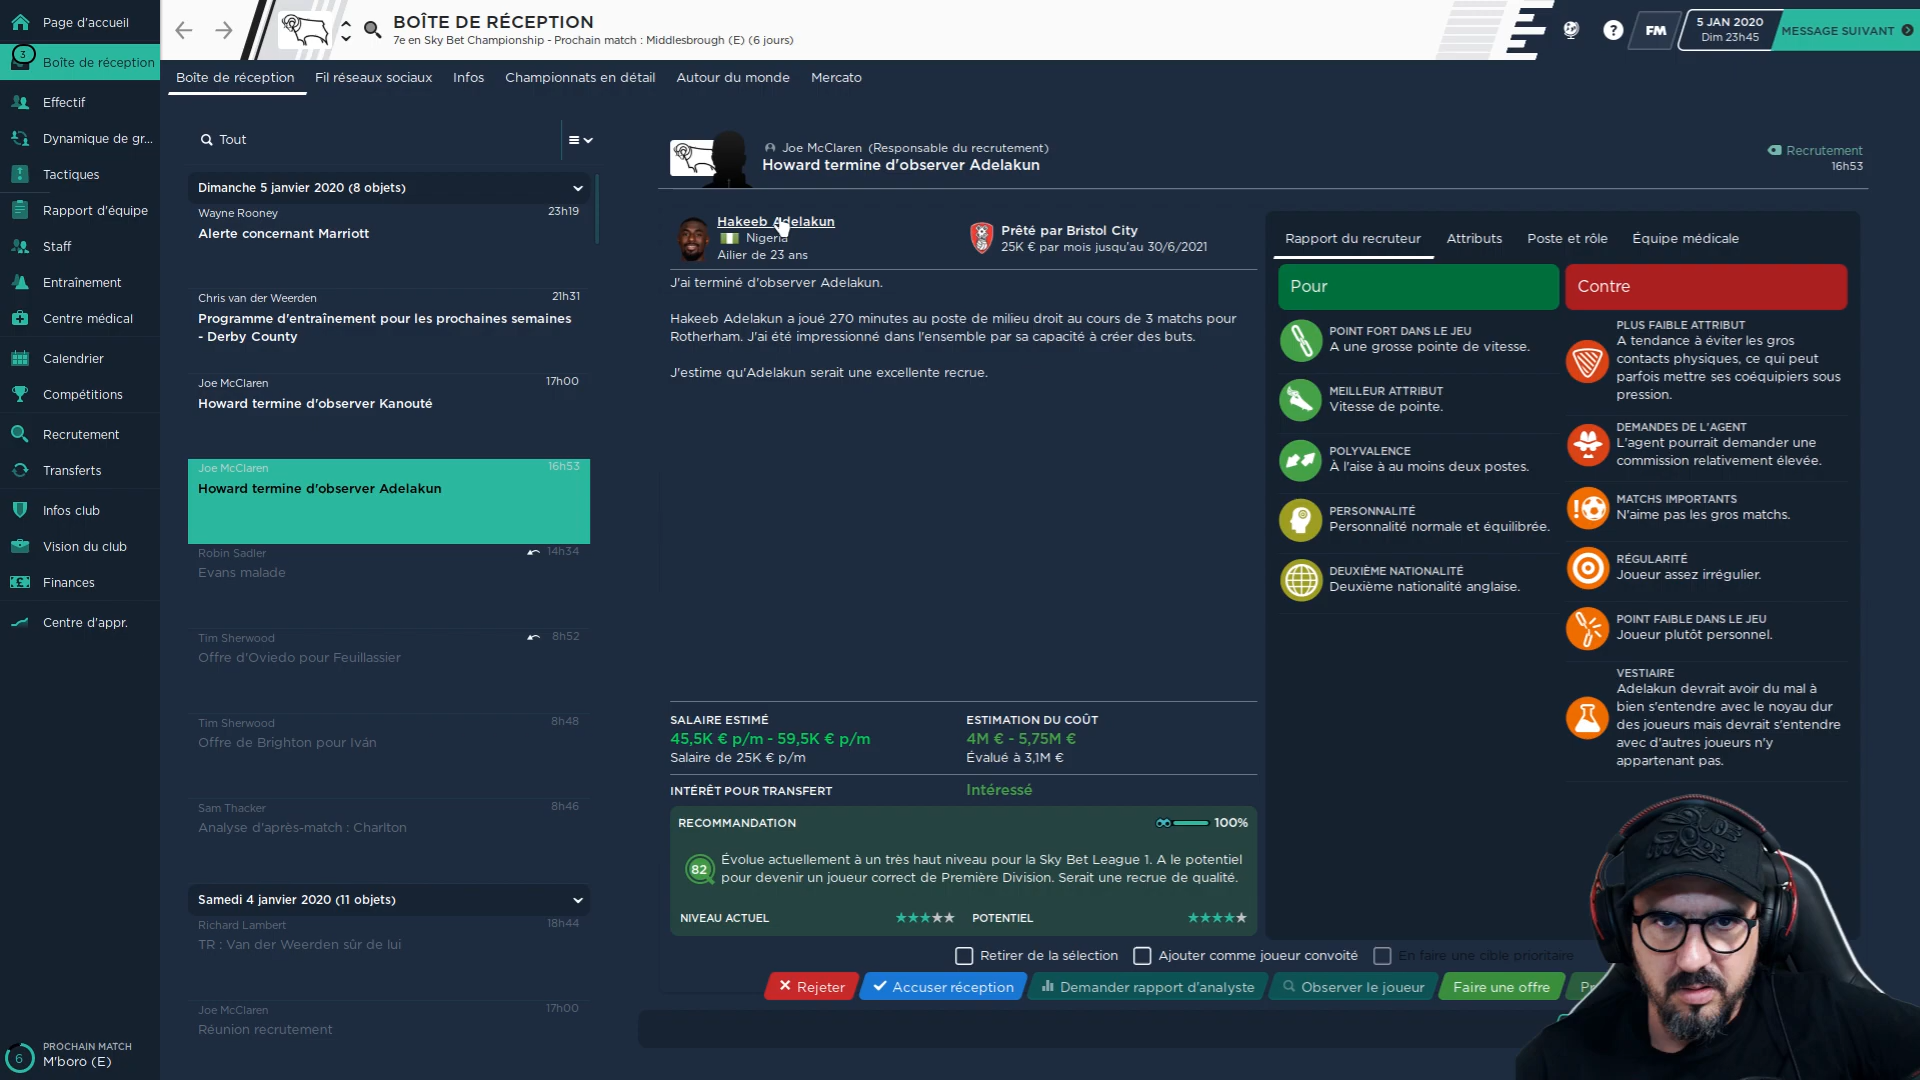 Page d'accueil
3
Boîte de réception
Effectif
Dynamique de gr...
Tactiques
Rapport d'équipe
Staff
Entraînement
Centre médical
Calendrier
Compétitions
Recrutement
Transferts
Infos club
Vision du club
Finances
Centre d'appr.
6
PROCHAIN MATCH
M'boro (E)
BOÎTE DE RÉCEPTION
7e en Sky Bet Championship - Prochain match : Middlesbrough (E) (6 jours)
?
FM
5 JAN 2020
Dim 23h45
MESSAGE SUIVANT
Boîte de réception
Fil réseaux sociaux
Infos
Championnats en détail
Autour du monde
Mercato
Tout
Dimanche 5 janvier 2020 (8 objets)
Wayne Rooney 23h19
Alerte concernant Marriott
Chris van der Weerden 21h31
Programme d'entraînement pour les prochaines semaines
- Derby County
Joe McClaren 17h00
Howard termine d'observer Kanouté
Joe McClaren 16h53
Howard termine d'observer Adelakun
Robin Sadler 14h34
Evans malade
Tim Sherwood 8h52
Offre d'Oviedo pour Feuillassier
Tim Sherwood 8h48
Offre de Brighton pour Iván
Sam Thacker 8h46
Analyse d'après-match : Charlton
Samedi 4 janvier 2020 (11 objets)
Richard Lambert 18h44
TR : Van der Weerden sûr de lui
Joe McClaren 17h00
Réunion recrutement
Joe McClaren (Responsable du recrutement)
Howard termine d'observer Adelakun
Recrutement
16h53
Hakeeb Adelakun
Nigeria
Ailier de 23 ans
Prêté par Bristol City
25K € par mois jusqu'au 30/6/2021
J'ai terminé d'observer Adelakun.
Hakeeb Adelakun a joué 270 minutes au poste de milieu droit au cours de 3 matchs pour
Rotherham. J'ai été impressionné dans l'ensemble par sa capacité à créer des buts.
J'estime qu'Adelakun serait une excellente recrue.
SALAIRE ESTIMÉ
45,5K € p/m - 59,5K € p/m
Salaire de 25K € p/m
ESTIMATION DU COÛT
4M € - 5,75M €
Évalué à 3,1M €
INTÉRÊT POUR TRANSFERT
Intéressé
RECOMMANDATION
100%
82
Évolue actuellement à un très haut niveau pour la Sky Bet League 1. A le potentiel
pour devenir un joueur correct de Première Division. Serait une recrue de qualité.
NIVEAU ACTUEL
POTENTIEL
Rapport du recruteur
Attributs
Poste et rôle
Équipe médicale
Pour
POINT FORT DANS LE JEU
A une grosse pointe de vitesse.
MEILLEUR ATTRIBUT
Vitesse de pointe.
POLYVALENCE
À l'aise à au moins deux postes.
PERSONNALITÉ
Personnalité normale et équilibrée.
DEUXIÈME NATIONALITÉ
Deuxième nationalité anglaise.
Contre
PLUS FAIBLE ATTRIBUT
A tendance à éviter les gros
contacts physiques, ce qui peut
parfois mettre ses coéquipiers sous
pression.
DEMANDES DE L'AGENT
L'agent pourrait demander une
commission relativement élevée.
MATCHS IMPORTANTS
N'aime pas les gros matchs.
RÉGULARITÉ
Joueur assez irrégulier.
POINT FAIBLE DANS LE JEU
Joueur plutôt personnel.
VESTIAIRE
Adelakun devrait avoir du mal à
bien s'entendre avec le noyau dur
des joueurs mais devrait s'entendre
avec d'autres joueurs n'y
appartenant pas.
Retirer de la sélection
Ajouter comme joueur convoité
En faire une cible prioritaire
Rejeter
Accuser réception
Demander rapport d'analyste
Observer le joueur
Faire une offre